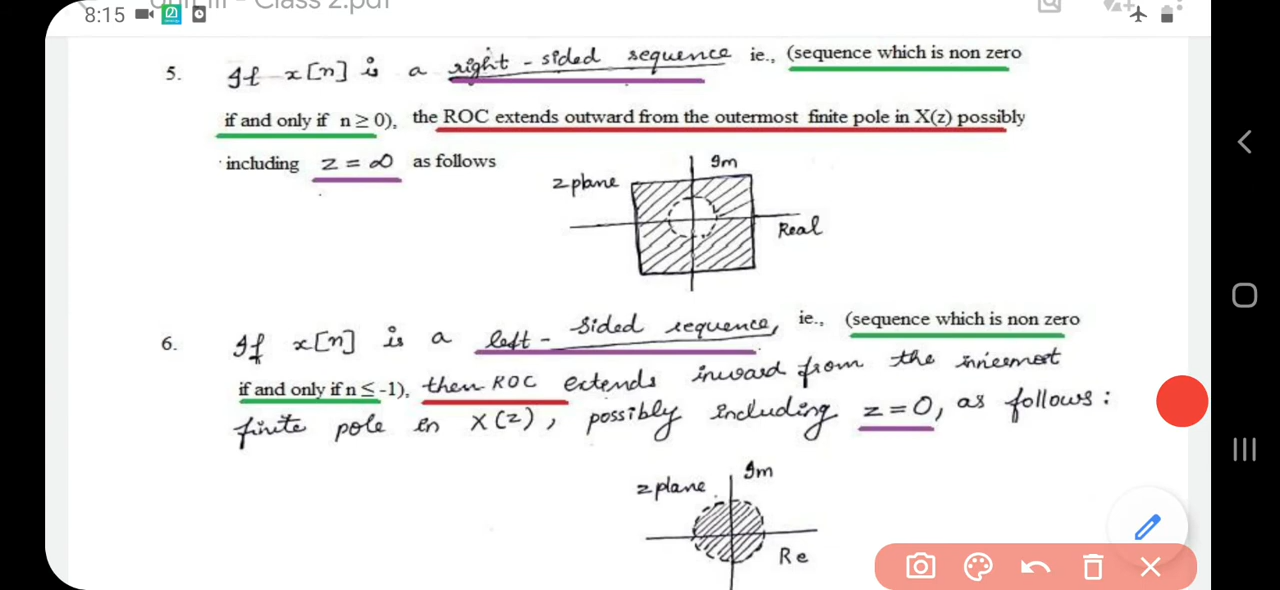 8:15
Class 2.pdf
5. If x[n] is a right-sided sequence ie., (sequence which is non zero
if and only if n ≥ 0), the ROC extends outward from the outermost finite pole in X(z) possibly
including z = ∞ as follows
z plane
Im
Real
6. If x[n] is a left-sided sequence, ie., (sequence which is non zero
if and only if n ≤ -1), then ROC extends inward from the innermost
finite pole in X(z), possibly including z=0, as follows:
z plane
Im
Re